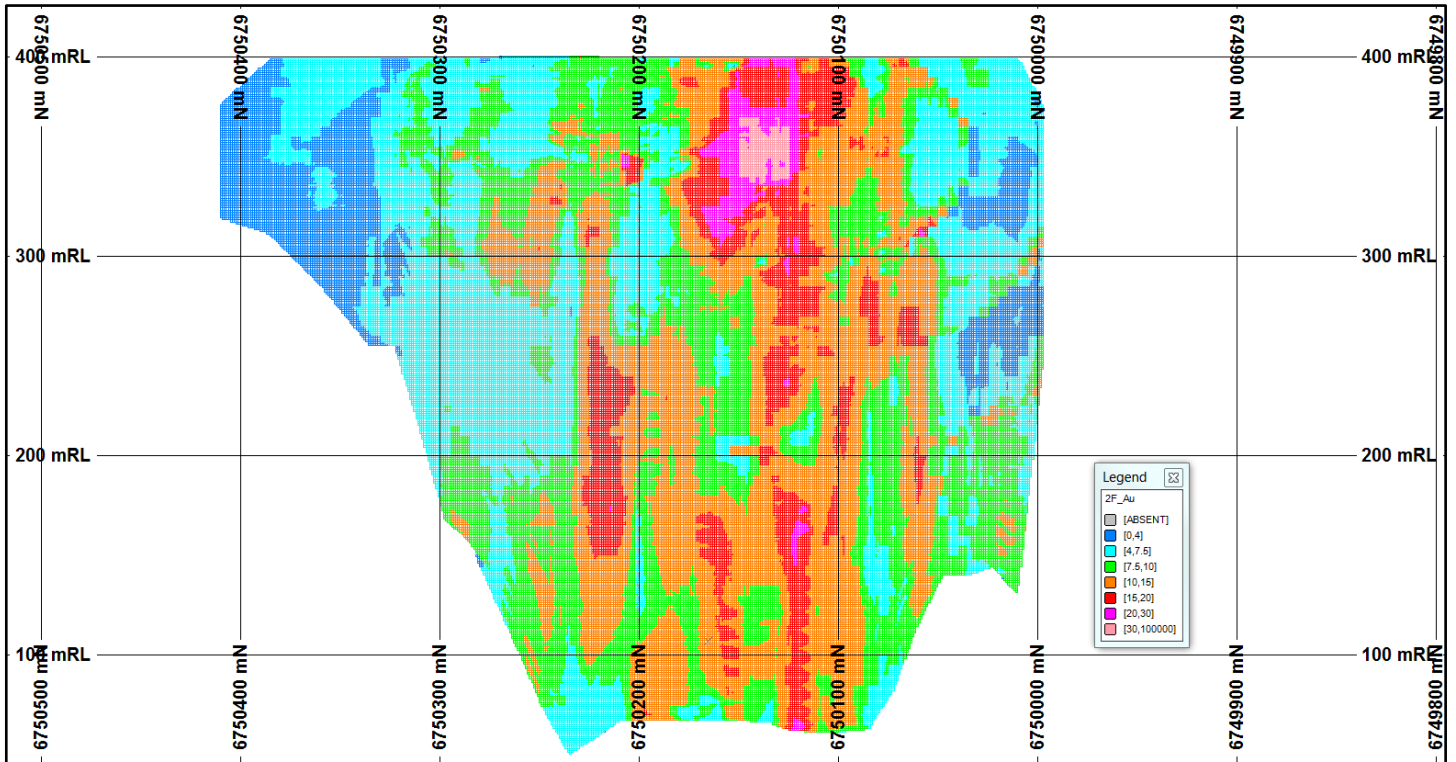 6750500 mN
6750400 mN
6750300 mN
6750200 mN
6750100 mN
6750000 mN
6749900 mN
6749800 mN
400 mRL
400 mRL
300 mRL
300 mRL
200 mRL
200 mRL
Legend
2F_Au
[ABSENT]
[0,4]
[4,7.5]
[7.5,10]
[10,15]
[15,20]
[20,30]
[30,100000]
100 mRL
100 mRL
6750500 mN
6750400 mN
6750300 mN
6750200 mN
6750100 mN
6750000 mN
6749900 mN
6749800 mN